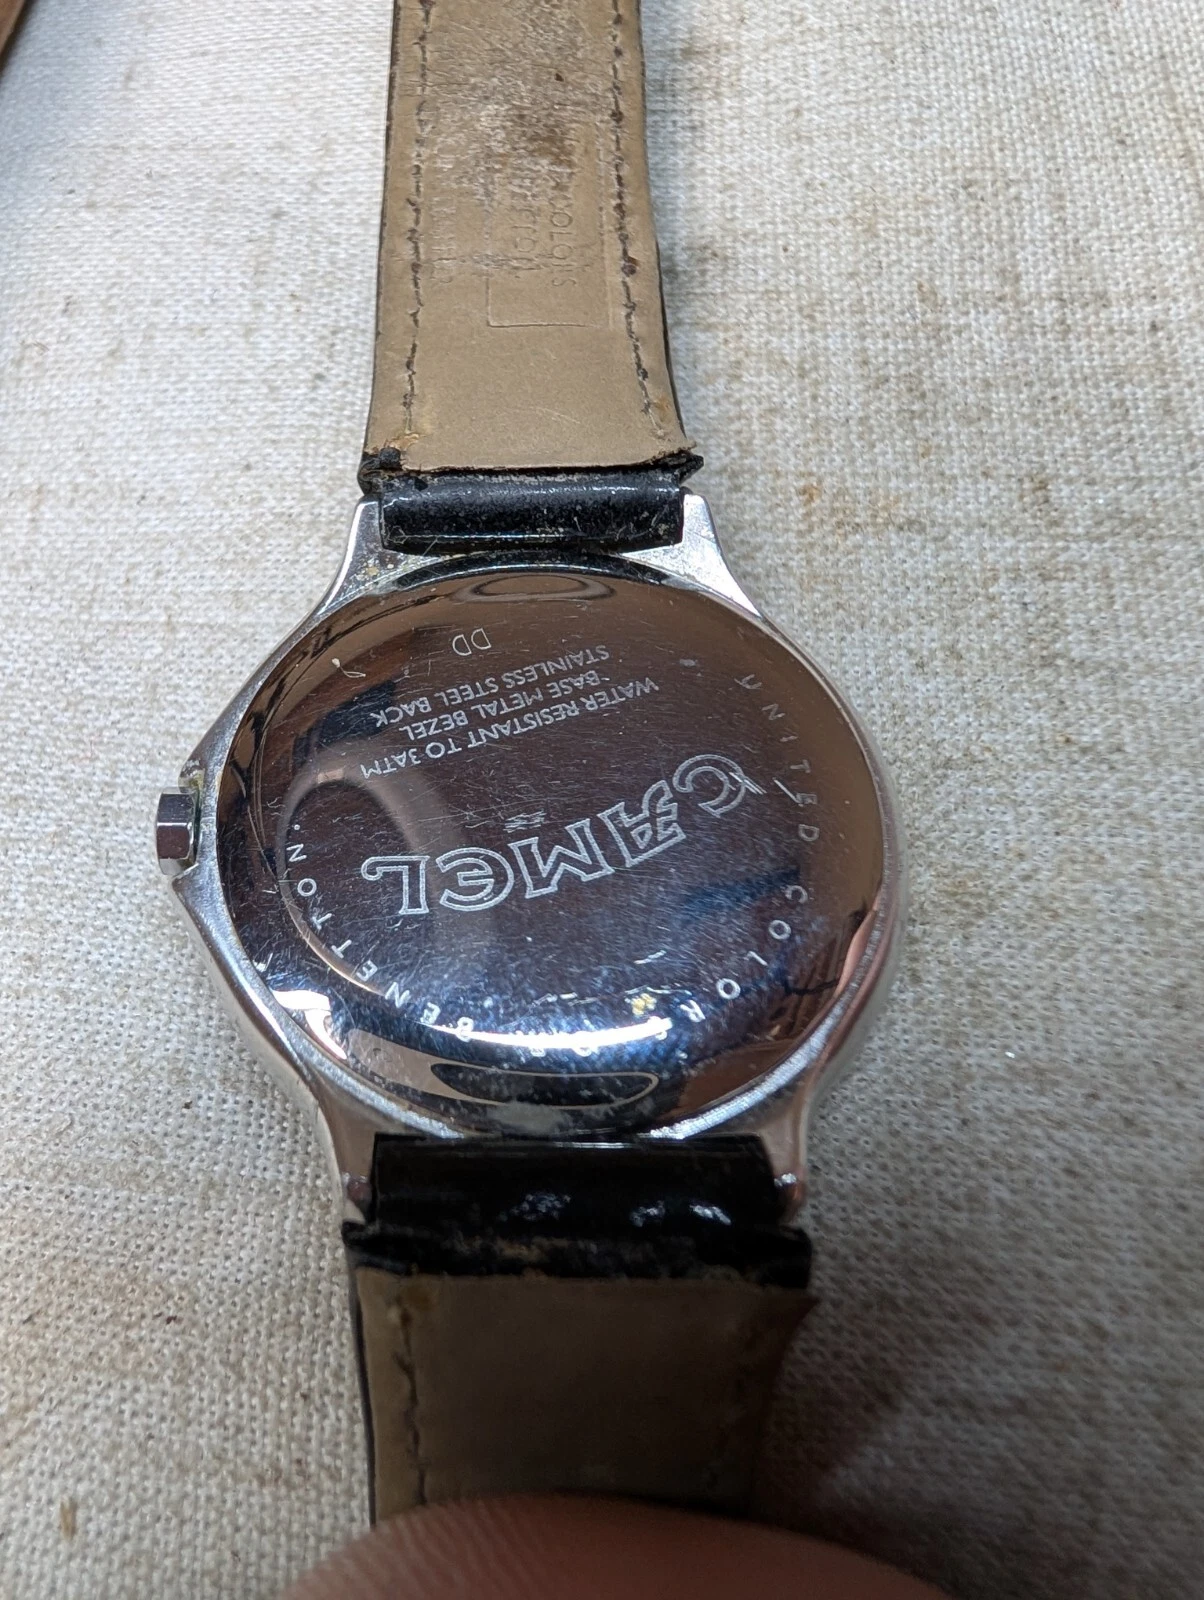 UNITED COLORS OF BENETTON.
CAMEL
WATER RESISTANT TO 3ATM
BASE METAL BEZEL
STAINLESS STEEL BACK
DD